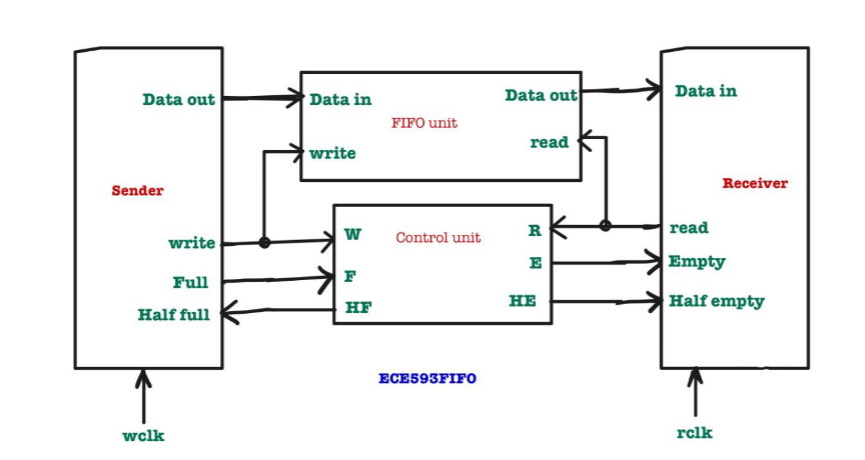 Sender
Data out
write
Full
Half full
wclk
FIFO unit
Data in
write
Data out
read
Control unit
W
F
HF
R
E
HE
Receiver
Data in
read
Empty
Half empty
rclk
ECE593FIFO